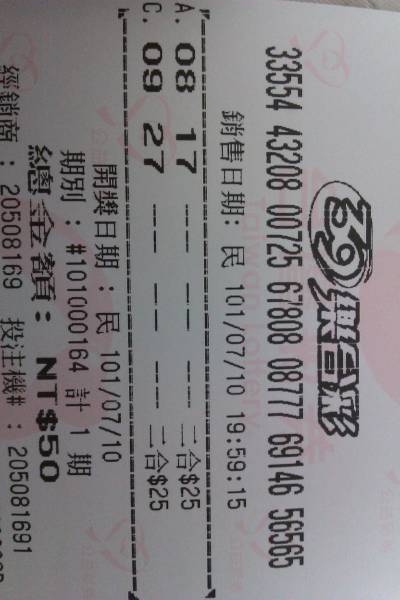 39樂合彩
33554 43208 00725 67808 08777 69146 56565
銷售日期: 民 101/07/10 19:59:15
A. 08 17 -- -- -- 二合$25
C. 09 27 -- -- -- 二合$25
開獎日期: 民 101/07/10
期別: #101000164 計 1 期
總金額: NT$50
經銷商: 20508169 投注機#: 205081691